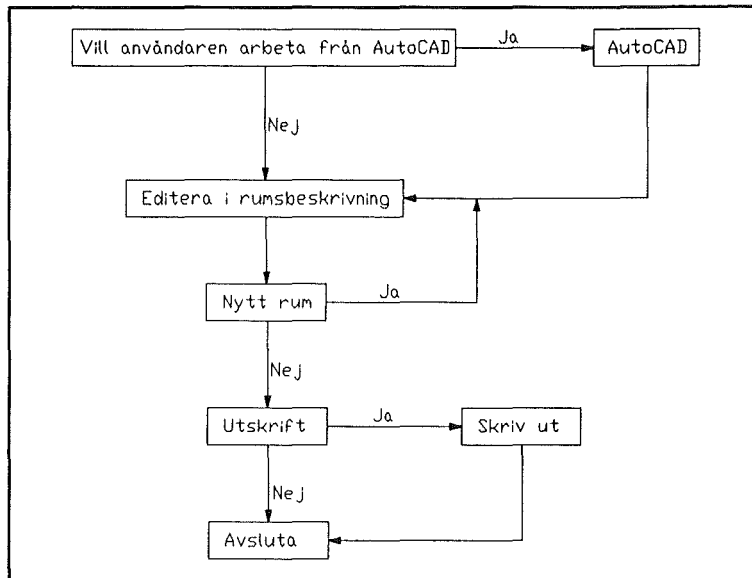 Vill användaren arbeta från AutoCAD
Ja
AutoCAD
Nej
Editera i rumsbeskrivning
Nytt rum
Ja
Nej
Utskrift
Ja
Skriv ut
Nej
Avsluta